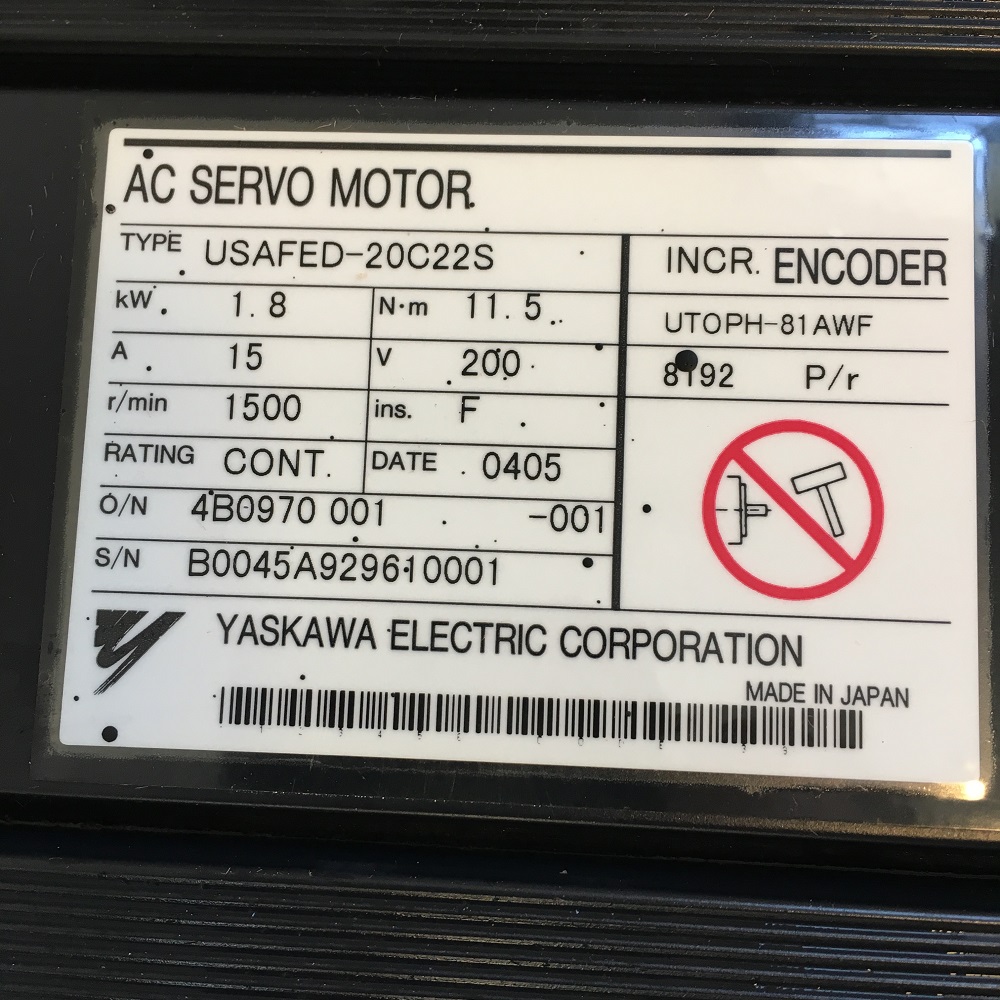 AC SERVO MOTOR
TYPE USAFED-20C22S
INCR. ENCODER
kW 1.8 N·m 11.5
UTOPH-81AWF
A 15 V 200
8192 P/r
r/min 1500 ins. F
RATING CONT. DATE 0405
O/N 4B0970 001 -001
S/N B0045A929610001
YASKAWA ELECTRIC CORPORATION
MADE IN JAPAN